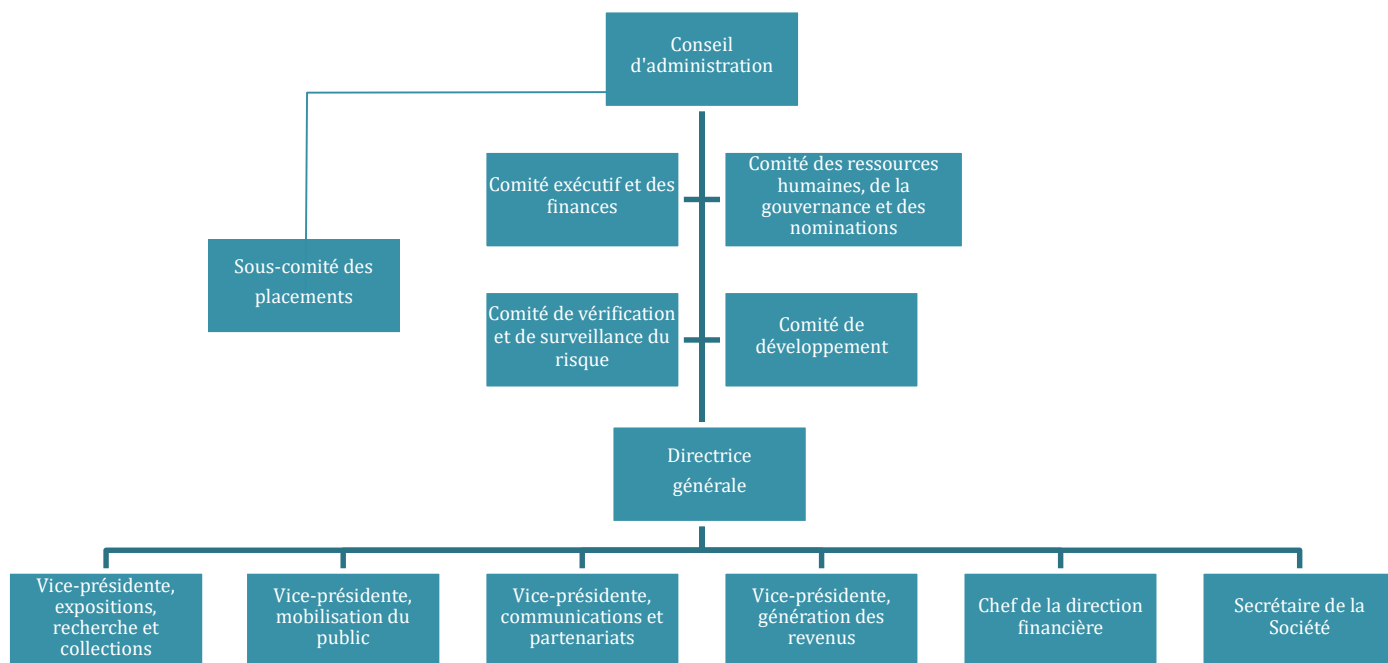 Conseil
d'administration
Comité exécutif et des
finances
Comité des ressources
humaines, de la
gouvernance et des
nominations
Sous-comité des
placements
Comité de vérification
et de surveillance du
risque
Comité de
développement
Directrice
générale
Vice-présidente,
expositions,
recherche et
collections
Vice-présidente,
mobilisation du
public
Vice-présidente,
communications et
partenariats
Vice-présidente,
génération des
revenus
Chef de la direction
financière
Secrétaire de la
Société